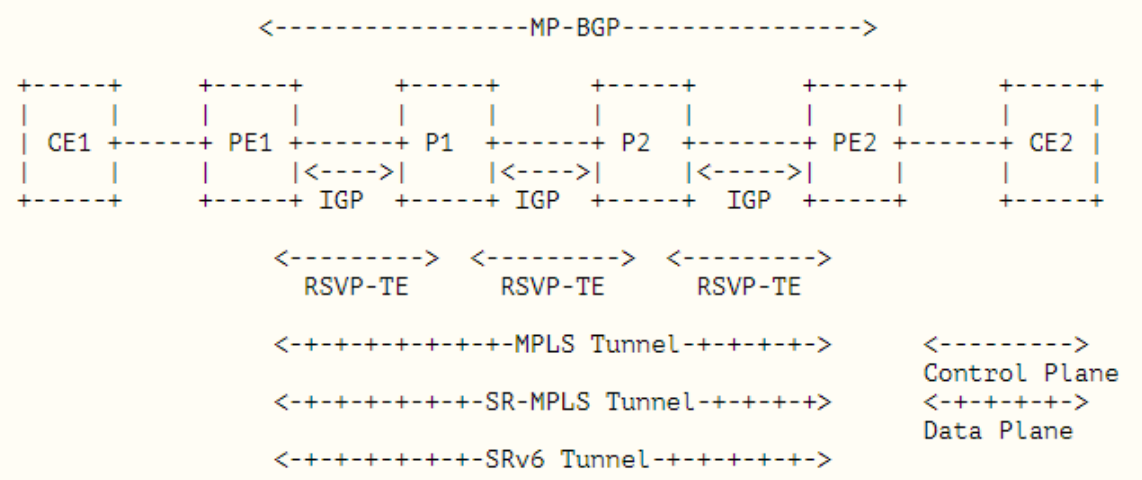 <-----------------MP-BGP---------------->
+-----+     +-----+      +-----+      +-----+       +-----+      +-----+
|     |     |     |      |     |      |     |       |     |      |     |
| CE1 +-----+ PE1 +------+ P1  +------+ P2  +-------+ PE2 +------+ CE2 |
|     |     |     |<---->|     |<---->|     |<----->|     |      |     |
+-----+     +-----+ IGP  +-----+ IGP  +-----+  IGP  +-----+      +-----+
<--------->  <--------->  <--------->
RSVP-TE      RSVP-TE      RSVP-TE
<-+-+-+-+-+-+-+-+-MPLS Tunnel-+-+-+-+-> <--------->
Control Plane
<-+-+-+-+-+-+-+-SR-MPLS Tunnel-+-+-+-+> <-+-+-+-+->
Data Plane
<-+-+-+-+-+-+-+-SRv6 Tunnel-+-+-+-+-+->